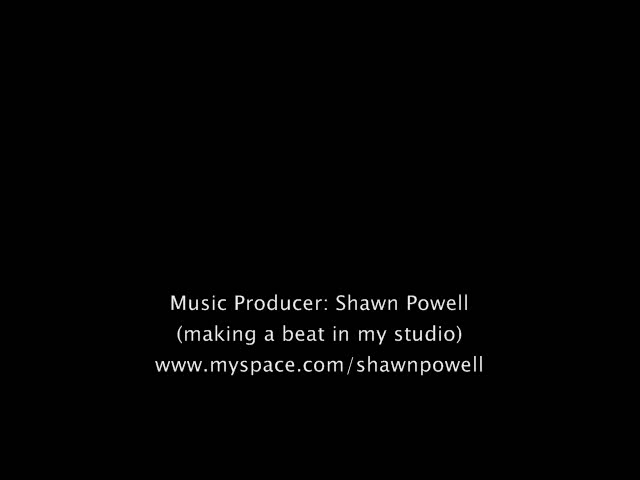 Music Producer: Shawn Powell
(making a beat in my studio)
www.myspace.com/shawnpowell